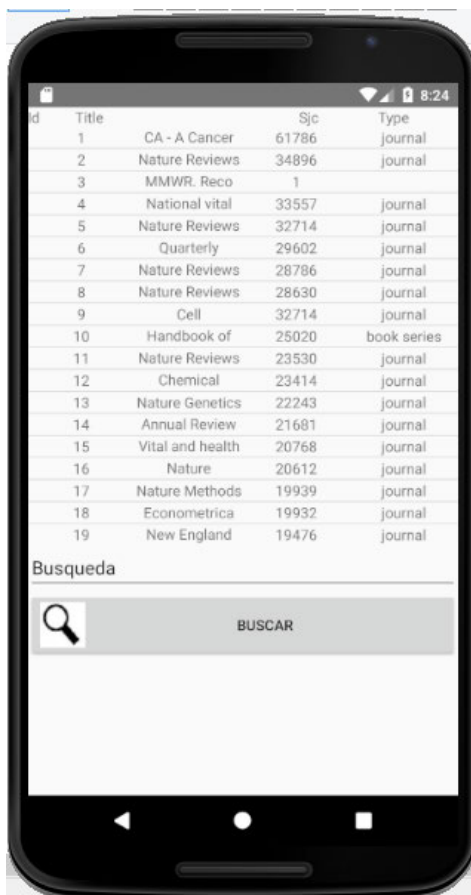 8:24
Id Title Sjc Type
1 CA - A Cancer 61786 journal
2 Nature Reviews 34896 journal
3 MMWR. Reco 1
4 National vital 33557 journal
5 Nature Reviews 32714 journal
6 Quarterly 29602 journal
7 Nature Reviews 28786 journal
8 Nature Reviews 28630 journal
9 Cell 32714 journal
10 Handbook of 25020 book series
11 Nature Reviews 23530 journal
12 Chemical 23414 journal
13 Nature Genetics 22243 journal
14 Annual Review 21681 journal
15 Vital and health 20768 journal
16 Nature 20612 journal
17 Nature Methods 19939 journal
18 Econometrica 19932 journal
19 New England 19476 journal
Busqueda
BUSCAR